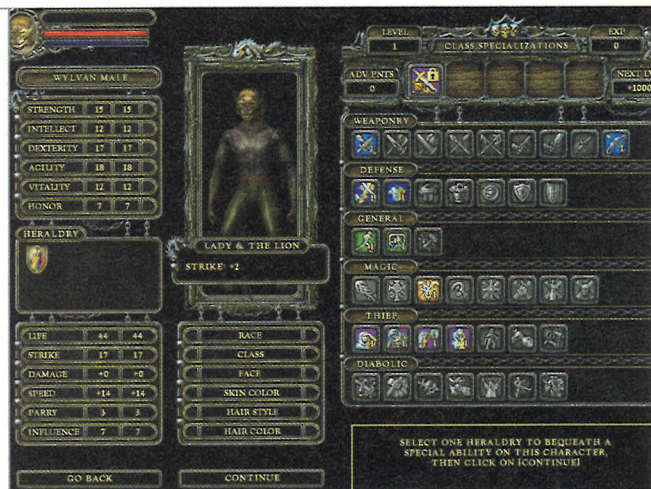 WYLVAN MALE
STRENGTH 15 15
INTELLECT 12 12
DEXTERITY 17 17
AGILITY 18 18
VITALITY 12 12
HONOR 7 7
HERALDRY
LIFE 44 44
STRIKE 17 17
DAMAGE +0 +0
SPEED +14 +14
PARRY 3 3
INFLUENCE 7 7
GO BACK
LADY & THE LION
STRIKE +2
RACE
CLASS
FACE
SKIN COLOR
HAIR STYLE
HAIR COLOR
CONTINUE
LEVEL
1
CLASS SPECIALIZATIONS
EXP
0
ADV PNTS
0
+1000
WEAPONRY
DEFENSE
GENERAL
MAGIC
THIEF
DIABOLIC
SELECT ONE HERALDRY TO BEQUEATH A
SPECIAL ABILITY ON THIS CHARACTER,
THEN CLICK ON [CONTINUE]